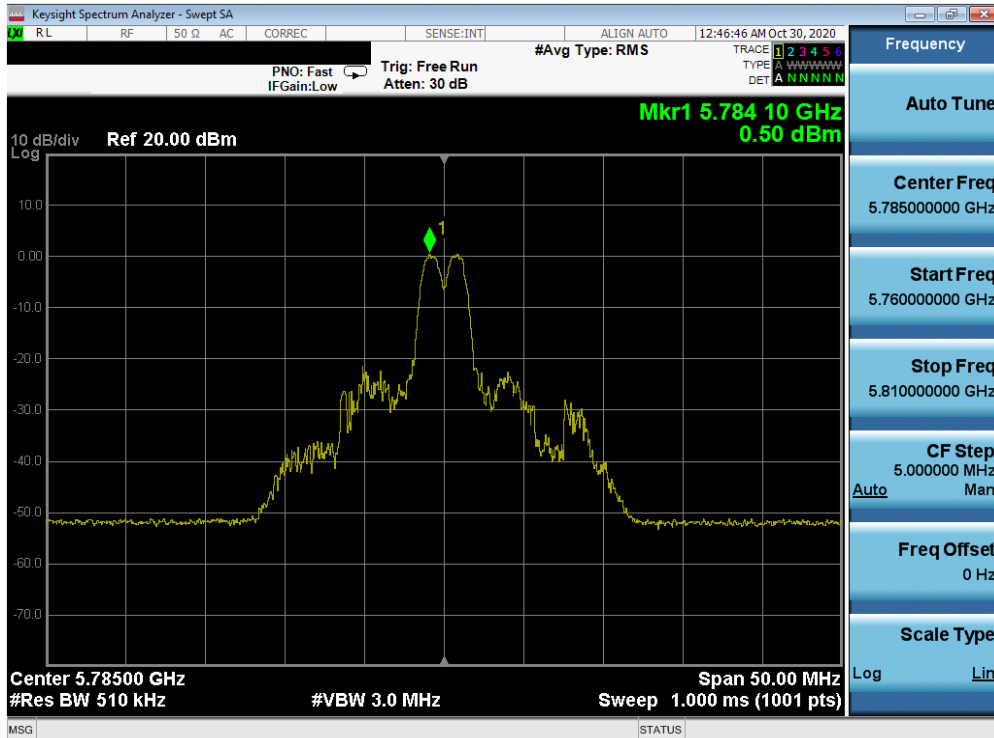 Keysight Spectrum Analyzer - Swept SA
LXI RL RF 50 Ω AC CORREC SENSE:INT ALIGN AUTO 12:46:46 AM Oct 30, 2020
#Avg Type: RMS
TRACE 1 2 3 4 5 6
PNO: Fast Trig: Free Run TYPE A WWWWW
IFGain:Low Atten: 30 dB DET A N N N N N
Mkr1 5.784 10 GHz
0.50 dBm
10 dB/div Ref 20.00 dBm
Log
10.0
1
0.00
-10.0
-20.0
-30.0
-40.0
-50.0
-60.0
-70.0
Center 5.78500 GHz Span 50.00 MHz
#Res BW 510 kHz #VBW 3.0 MHz Sweep 1.000 ms (1001 pts)
MSG STATUS
Frequency
Auto Tune
Center Freq
5.785000000 GHz
Start Freq
5.760000000 GHz
Stop Freq
5.810000000 GHz
CF Step
5.000000 MHz
Auto Man
Freq Offset
0 Hz
Scale Type
Log Lin